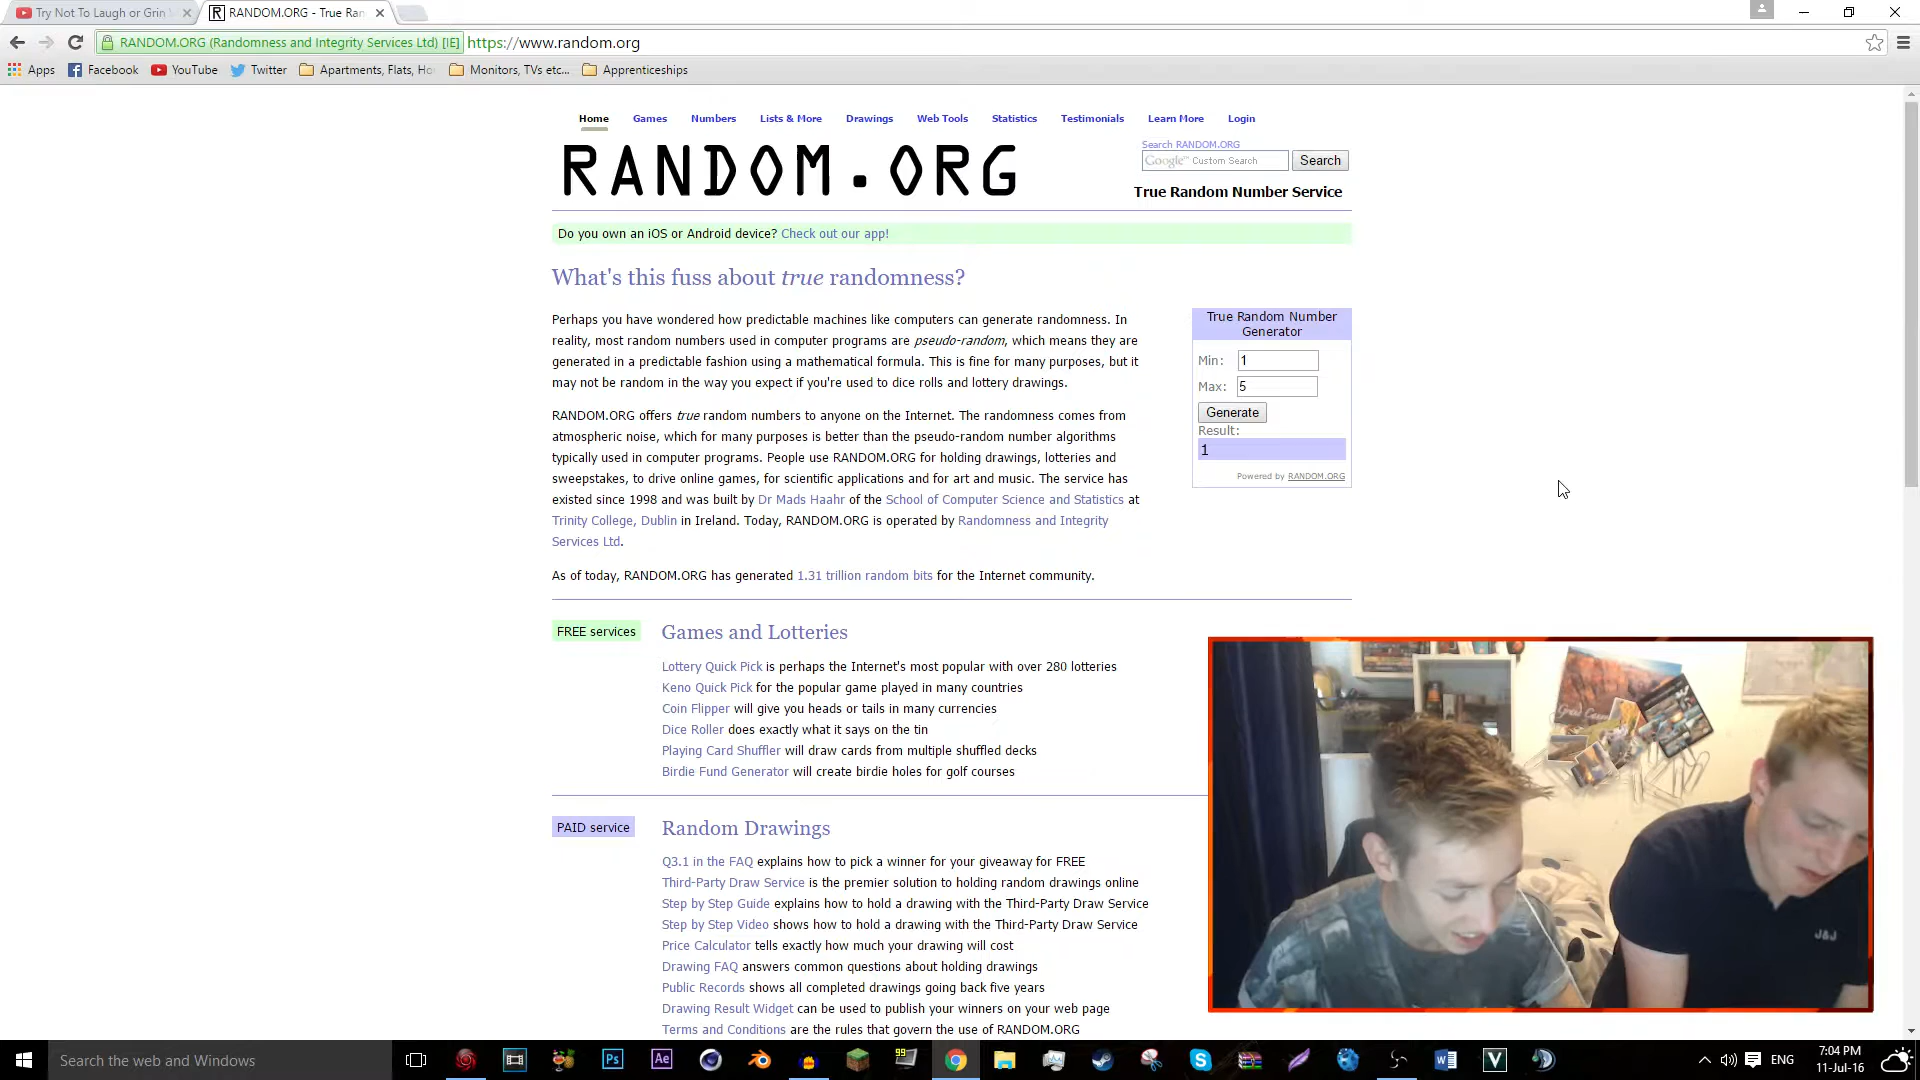 Try Not To Laugh or Grin
RANDOM.ORG - True Ran
RANDOM.ORG (Randomness and Integrity Services Ltd) [IE]
https://www.random.org
Apps
Facebook
YouTube
Twitter
Apartments, Flats, Ho
Monitors, TVs etc...
Apprenticeships
Home
Games
Numbers
Lists & More
Drawings
Web Tools
Statistics
Testimonials
Learn More
Login
RANDOM.ORG
Search RANDOM.ORG
Google™ Custom Search
Search
True Random Number Service
Do you own an iOS or Android device? Check out our app!
What's this fuss about true randomness?
Perhaps you have wondered how predictable machines like computers can generate randomness. In
reality, most random numbers used in computer programs are pseudo-random, which means they are
generated in a predictable fashion using a mathematical formula. This is fine for many purposes, but it
may not be random in the way you expect if you're used to dice rolls and lottery drawings.
RANDOM.ORG offers true random numbers to anyone on the Internet. The randomness comes from
atmospheric noise, which for many purposes is better than the pseudo-random number algorithms
typically used in computer programs. People use RANDOM.ORG for holding drawings, lotteries and
sweepstakes, to drive online games, for scientific applications and for art and music. The service has
existed since 1998 and was built by Dr Mads Haahr of the School of Computer Science and Statistics at
Trinity College, Dublin in Ireland. Today, RANDOM.ORG is operated by Randomness and Integrity
Services Ltd.
As of today, RANDOM.ORG has generated 1.31 trillion random bits for the Internet community.
True Random Number
Generator
Min: 1
Max: 5
Generate
Result:
1
Powered by RANDOM.ORG
FREE services
Games and Lotteries
Lottery Quick Pick is perhaps the Internet's most popular with over 280 lotteries
Keno Quick Pick for the popular game played in many countries
Coin Flipper will give you heads or tails in many currencies
Dice Roller does exactly what it says on the tin
Playing Card Shuffler will draw cards from multiple shuffled decks
Birdie Fund Generator will create birdie holes for golf courses
PAID service
Random Drawings
Q3.1 in the FAQ explains how to pick a winner for your giveaway for FREE
Third-Party Draw Service is the premier solution to holding random drawings online
Step by Step Guide explains how to hold a drawing with the Third-Party Draw Service
Step by Step Video shows how to hold a drawing with the Third-Party Draw Service
Price Calculator tells exactly how much your drawing will cost
Drawing FAQ answers common questions about holding drawings
Public Records shows all completed drawings going back five years
Drawing Result Widget can be used to publish your winners on your web page
Terms and Conditions are the rules that govern the use of RANDOM.ORG
J&J
Search the web and Windows
Ps
Ae
99
ENG
7:04 PM
11-Jul-16